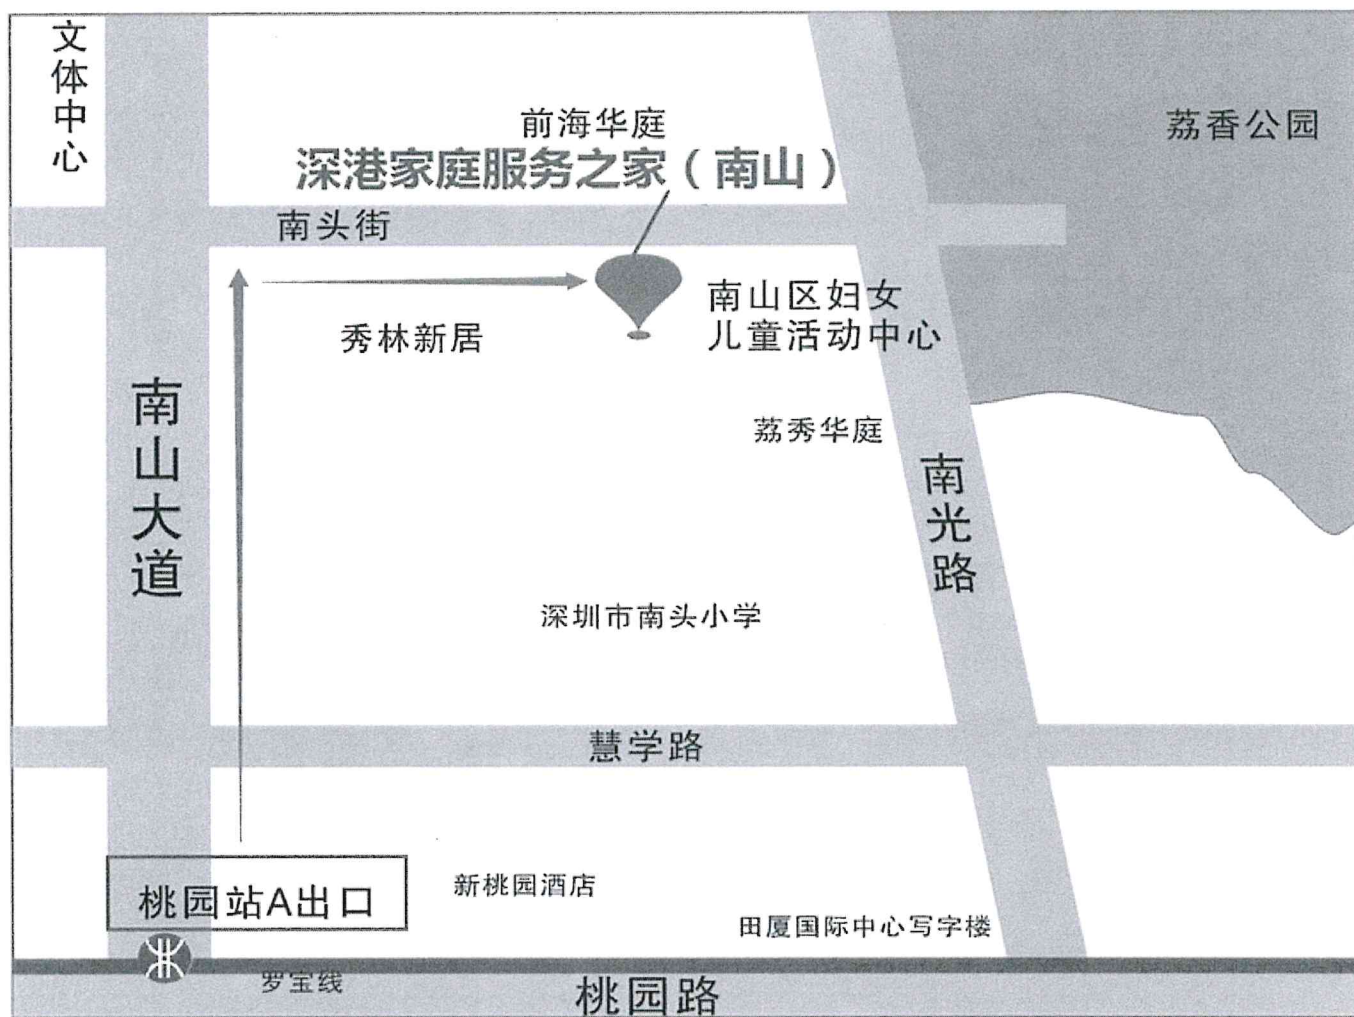 文体中心
前海华庭
荔香公园
深港家庭服务之家（南山）
南头街
南山区妇女
儿童活动中心
秀林新居
南山大道
荔秀华庭
南光路
深圳市南头小学
慧学路
桃园站A出口
新桃园酒店
田厦国际中心写字楼
罗宝线
桃园路